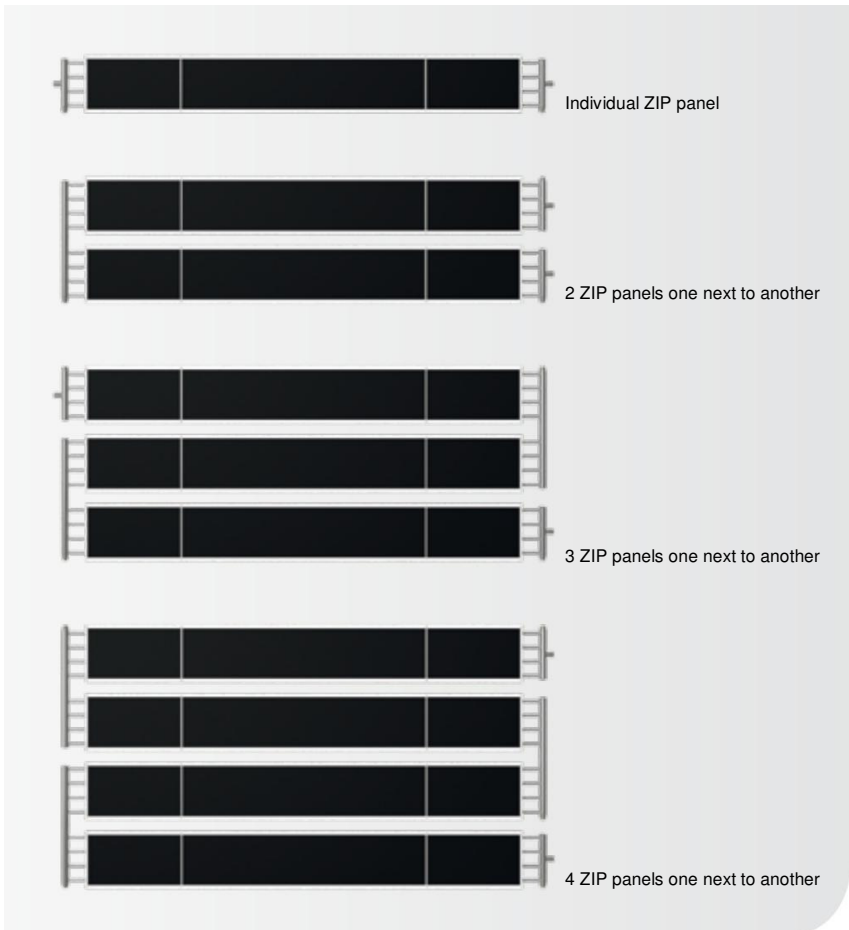 Individual ZIP panel
2 ZIP panels one next to another
3 ZIP panels one next to another
4 ZIP panels one next to another